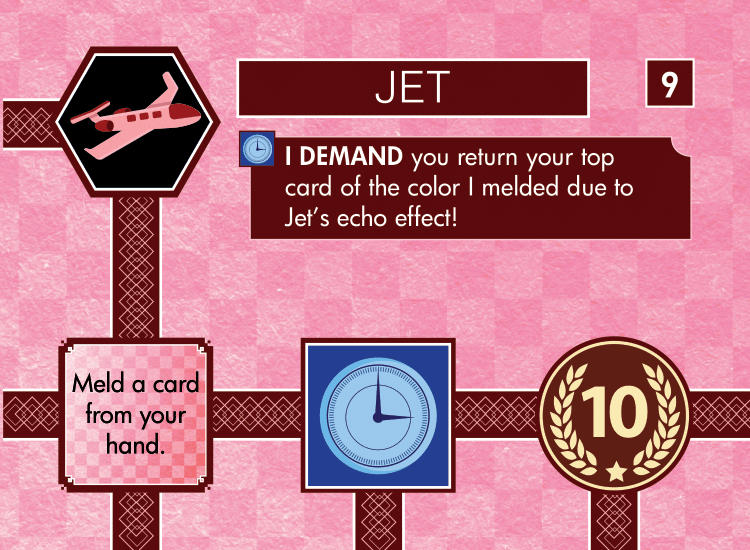 JET
9
I DEMAND you return your top
card of the color I melded due to
Jet's echo effect!
Meld a card
from your
hand.
10